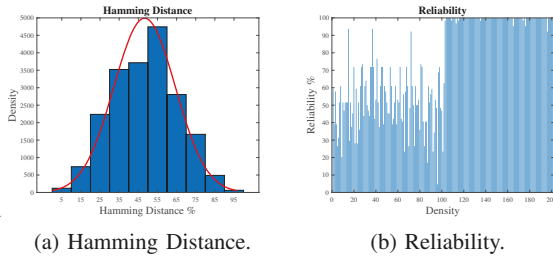 Hamming Distance
5000
4500
4000
3500
3000
2500
2000
1500
1000
500
0
Density
5 15 25 35 45 55 65 75 85 95
Hamming Distance %
(a) Hamming Distance.
Reliability
100
90
80
70
60
50
40
30
20
10
0
Reliability %
0 20 40 60 80 100 120 140 160 180 200
Density
(b) Reliability.